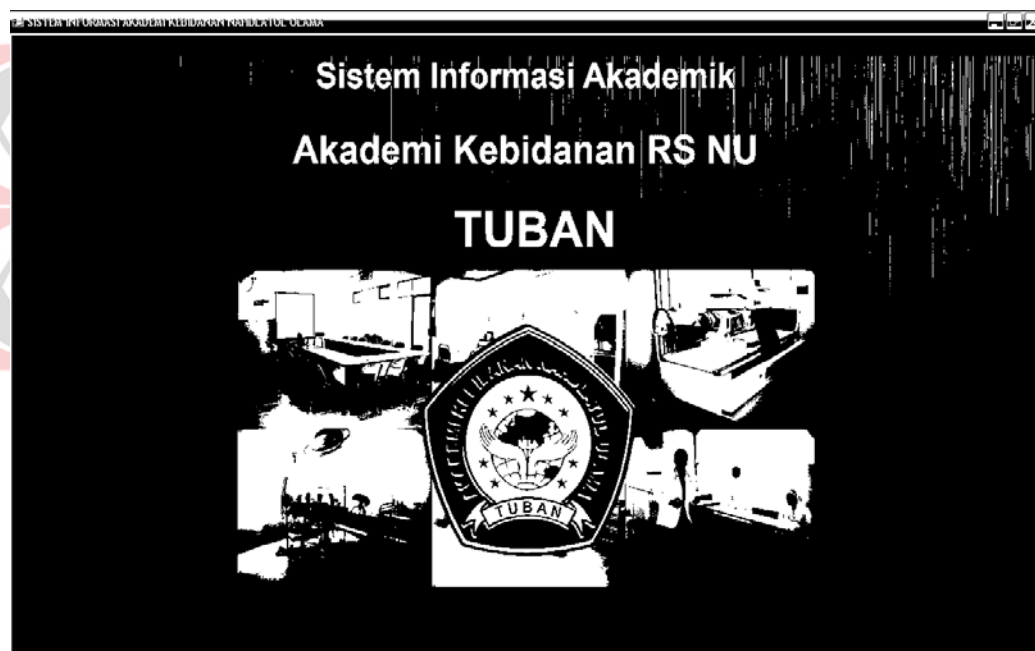 SISTEM INFORMASI AKADEMI KEBIDANAN NAHDLATUL ULAMA
Sistem Informasi Akademik
Akademi Kebidanan RS NU
TUBAN
TUBAN